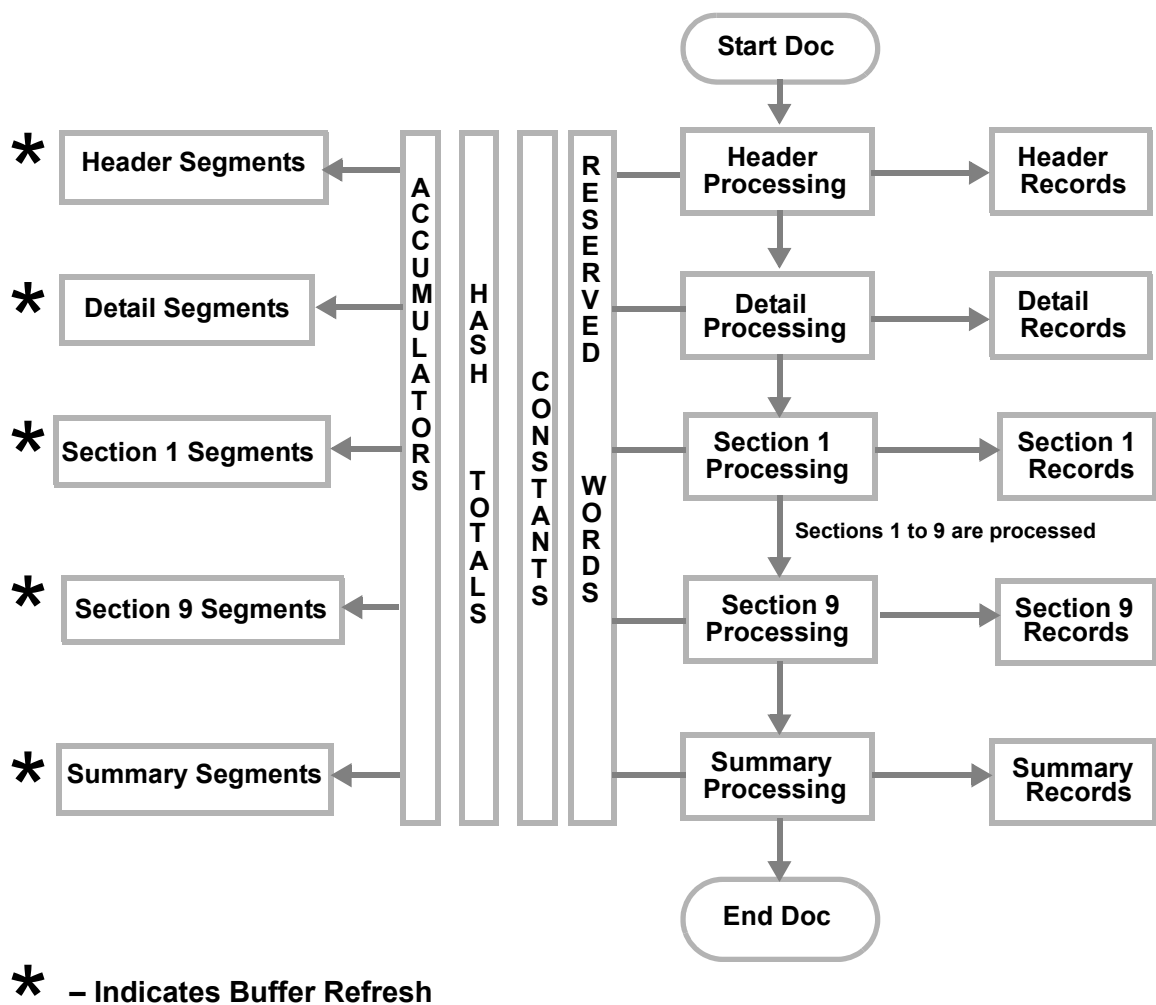 Start Doc
* Header Segments
Header
Processing
Header
Records
* Detail Segments
Detail
Processing
Detail
Records
* Section 1 Segments
Section 1
Processing
Section 1
Records
Sections 1 to 9 are processed
* Section 9 Segments
Section 9
Processing
Section 9
Records
* Summary Segments
Summary
Processing
Summary
Records
ACCUMULATORS
HASH TOTALS
CONSTANTS
RESERVED WORDS
End Doc
* – Indicates Buffer Refresh